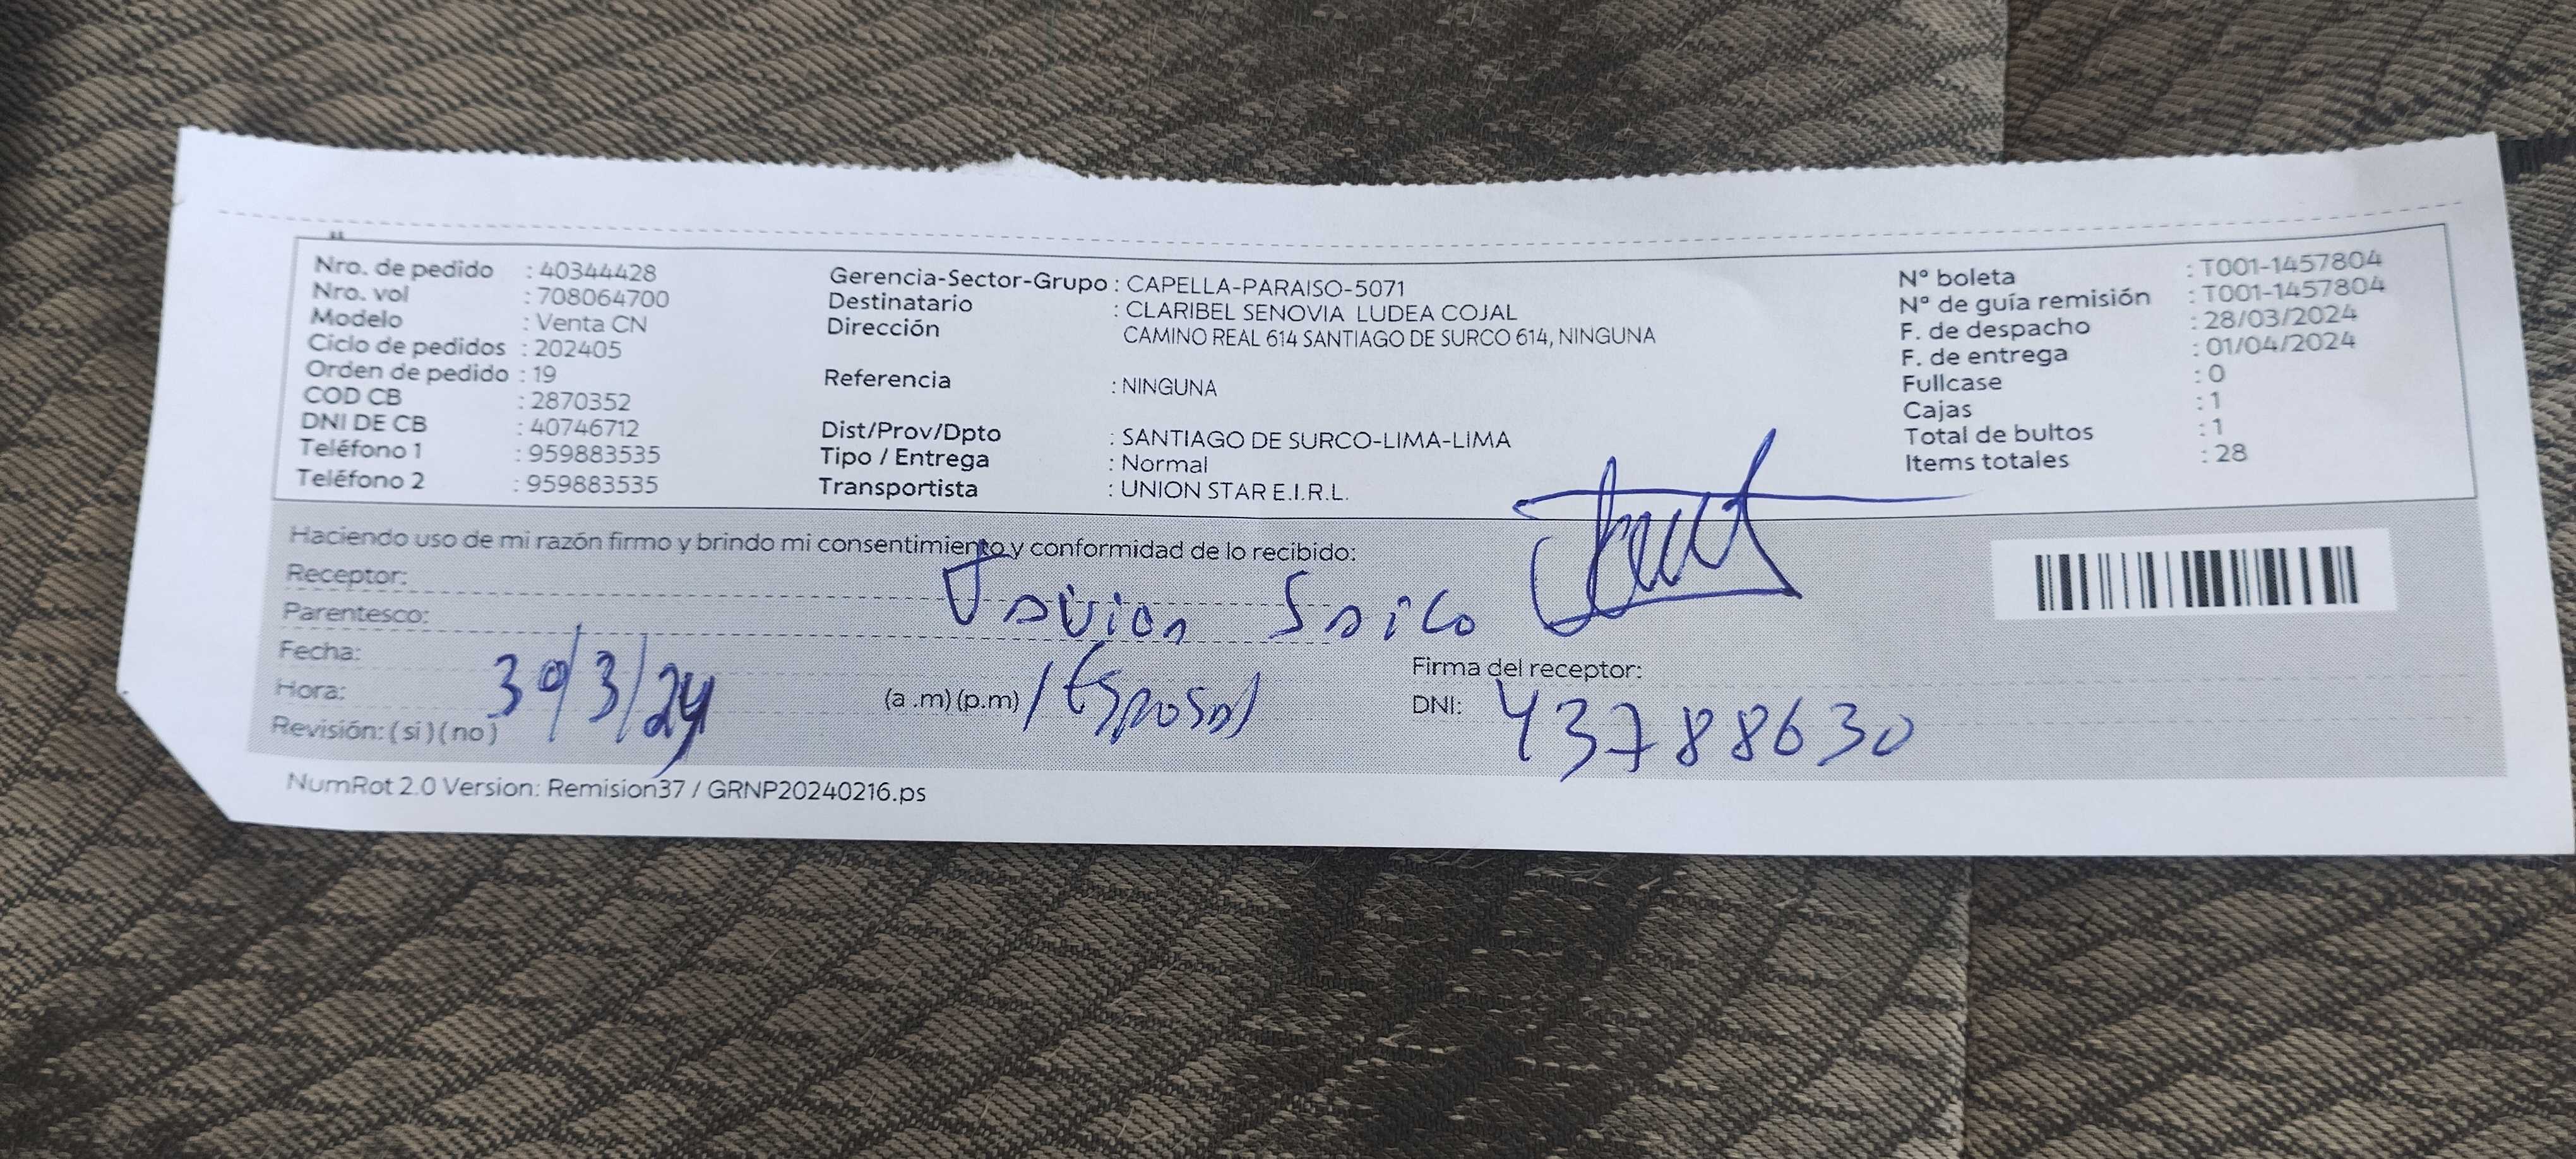 Nro. de pedido : 40344428
Nro. vol : 708064700
Modelo : Venta CN
Ciclo de pedidos : 202405
Orden de pedido : 19
COD CB : 2870352
DNI DE CB : 40746712
Teléfono 1 : 959883535
Teléfono 2 : 959883535
Gerencia-Sector-Grupo : CAPELLA-PARAISO-5071
Destinatario : CLARIBEL SENOVIA LUDEA COJAL
Dirección CAMINO REAL 614 SANTIAGO DE SURCO 614, NINGUNA
Referencia : NINGUNA
Dist/Prov/Dpto : SANTIAGO DE SURCO-LIMA-LIMA
Tipo / Entrega : Normal
Transportista : UNION STAR E.I.R.L.
Nº boleta : T001-1457804
Nº de guía remisión : T001-1457804
F. de despacho : 28/03/2024
F. de entrega : 01/04/2024
Fullcase : 0
Cajas : 1
Total de bultos : 1
Items totales : 28
Haciendo uso de mi razón firmo y brindo mi consentimiento y conformidad de lo recibido:
Receptor:
Parentesco:
Fecha:
Hora: 30/3/24 (a .m) (p.m)
Revisión: ( si ) ( no )
Firma del receptor:
DNI: 43788630
NumRot 2.0 Version: Remision37 / GRNP20240216.ps